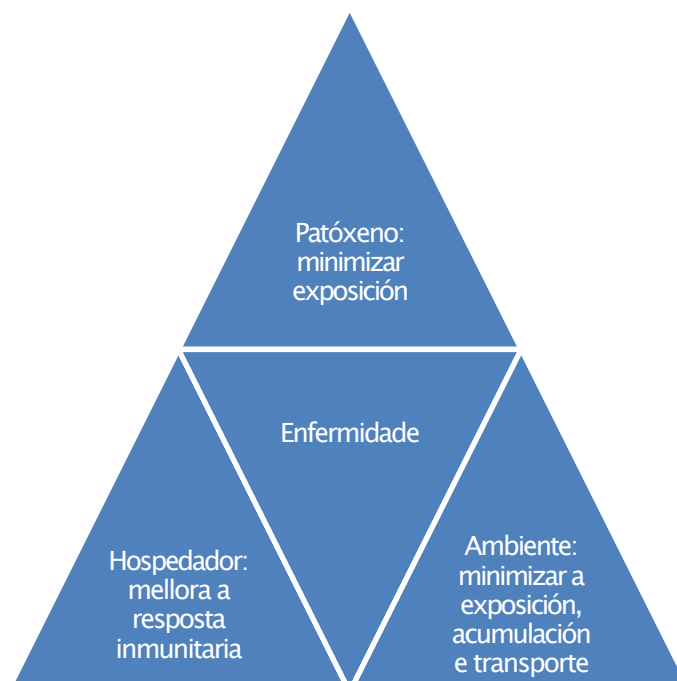 Patóxeno:
minimizar
exposición
Enfermidade
Hospedador:
mellora a
resposta
inmunitaria
Ambiente:
minimizar a
exposición,
acumulación
e transporte